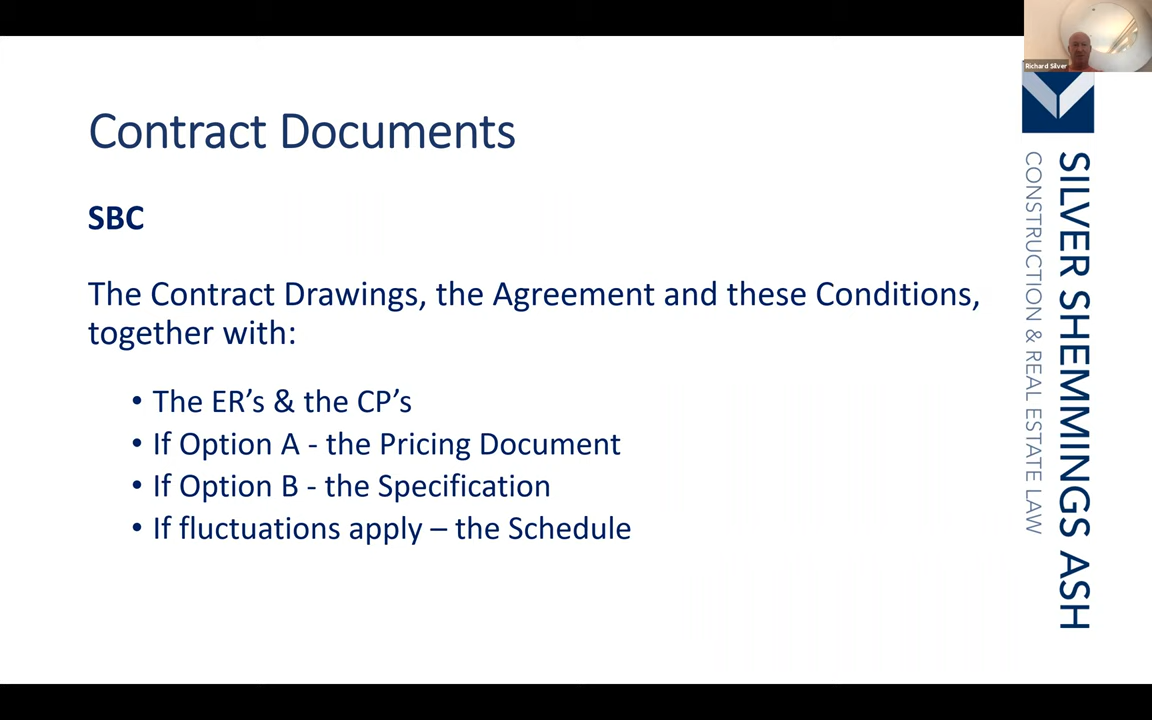 Richard Silver
Contract Documents
SBC
The Contract Drawings, the Agreement and these Conditions,
together with:
• The ER’s & the CP’s
• If Option A - the Pricing Document
• If Option B - the Specification
• If fluctuations apply – the Schedule
SILVER SHEMMINGS ASH
CONSTRUCTION & REAL ESTATE LAW